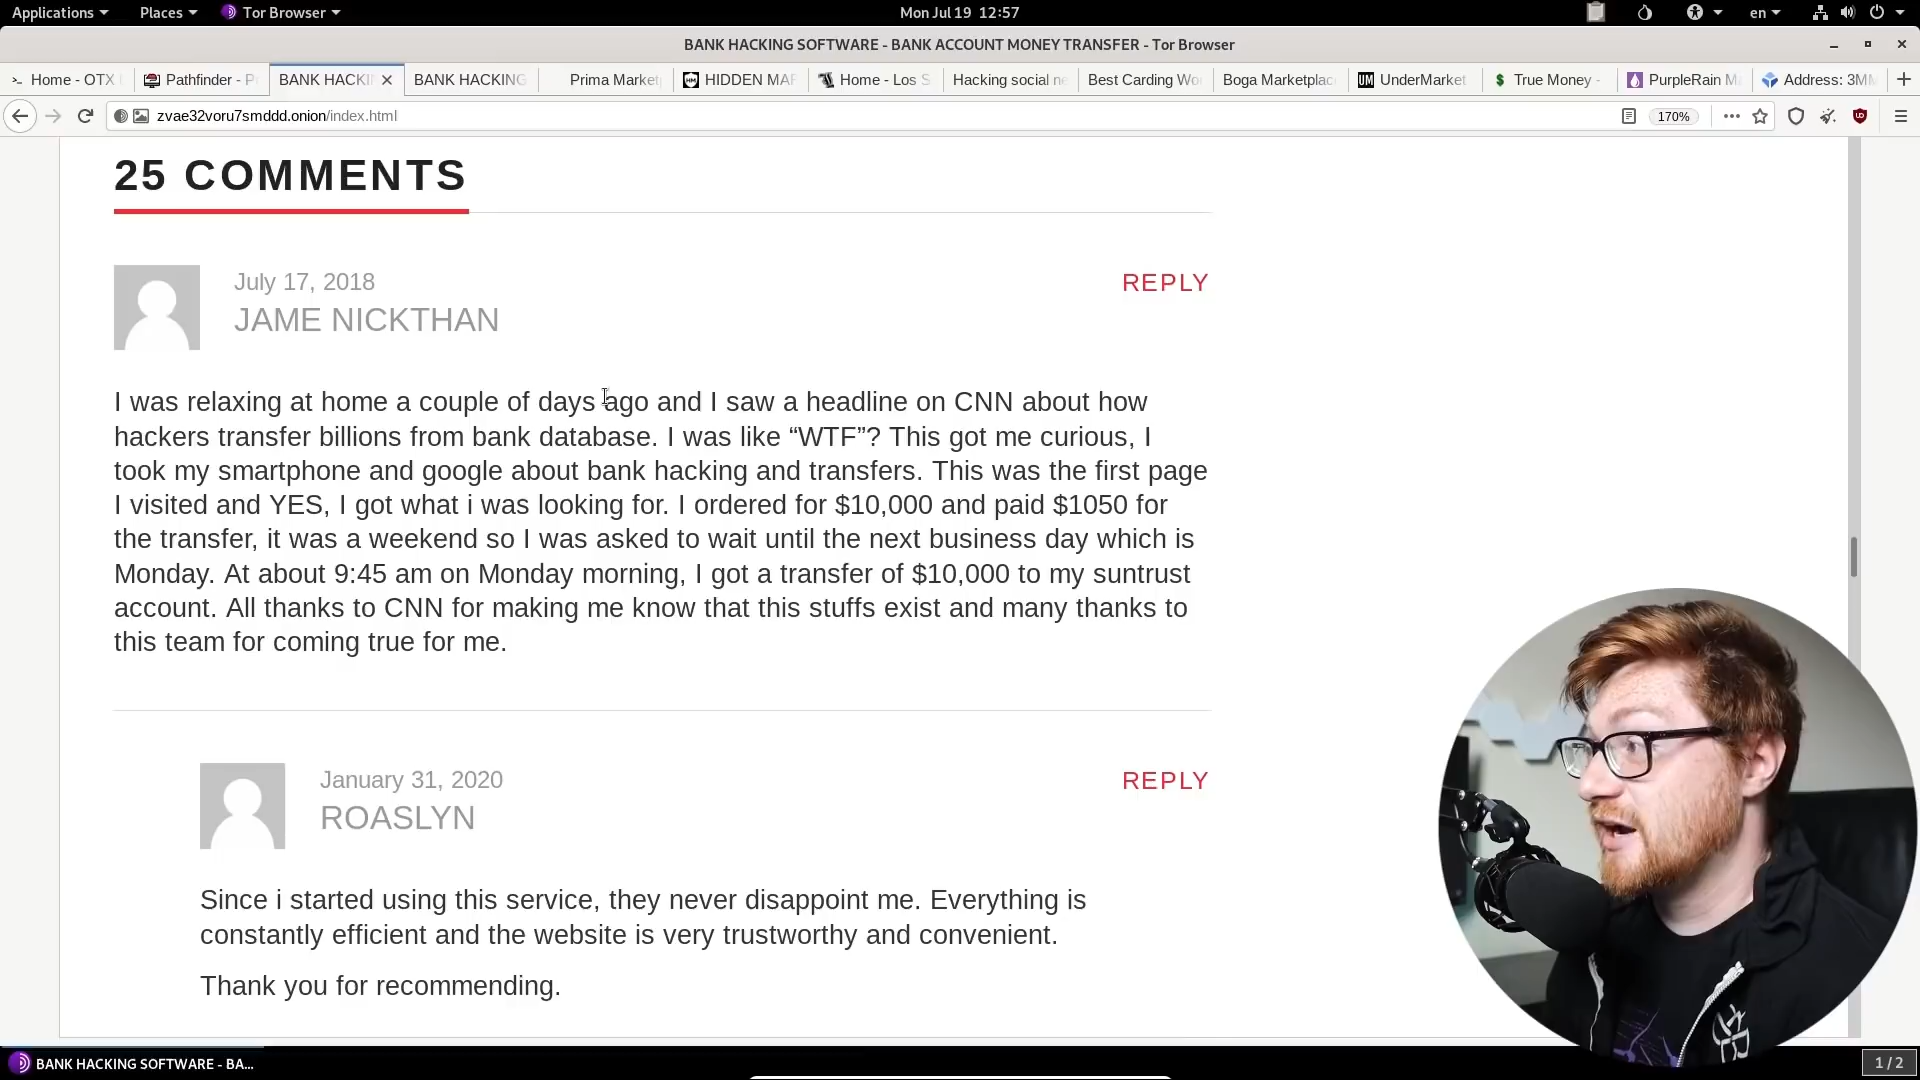 Applications Places Tor Browser Mon Jul 19 12:57 en
BANK HACKING SOFTWARE - BANK ACCOUNT MONEY TRANSFER - Tor Browser
Home - OTX Pathfinder - P BANK HACKI BANK HACKING Prima Market HIDDEN MAR Home - Los S Hacking social ne Best Carding Wo Boga Marketplac UM UnderMarket $ True Money - PurpleRain M Address: 3MM
zvae32voru7smddd.onion/index.html 170%
25 COMMENTS
July 17, 2018 REPLY
JAME NICKTHAN
I was relaxing at home a couple of days ago and I saw a headline on CNN about how
hackers transfer billions from bank database. I was like “WTF”? This got me curious, I
took my smartphone and google about bank hacking and transfers. This was the first page
I visited and YES, I got what i was looking for. I ordered for $10,000 and paid $1050 for
the transfer, it was a weekend so I was asked to wait until the next business day which is
Monday. At about 9:45 am on Monday morning, I got a transfer of $10,000 to my suntrust
account. All thanks to CNN for making me know that this stuffs exist and many thanks to
this team for coming true for me.
January 31, 2020 REPLY
ROASLYN
Since i started using this service, they never disappoint me. Everything is
constantly efficient and the website is very trustworthy and convenient.
Thank you for recommending.
BANK HACKING SOFTWARE - BA... 1 / 2